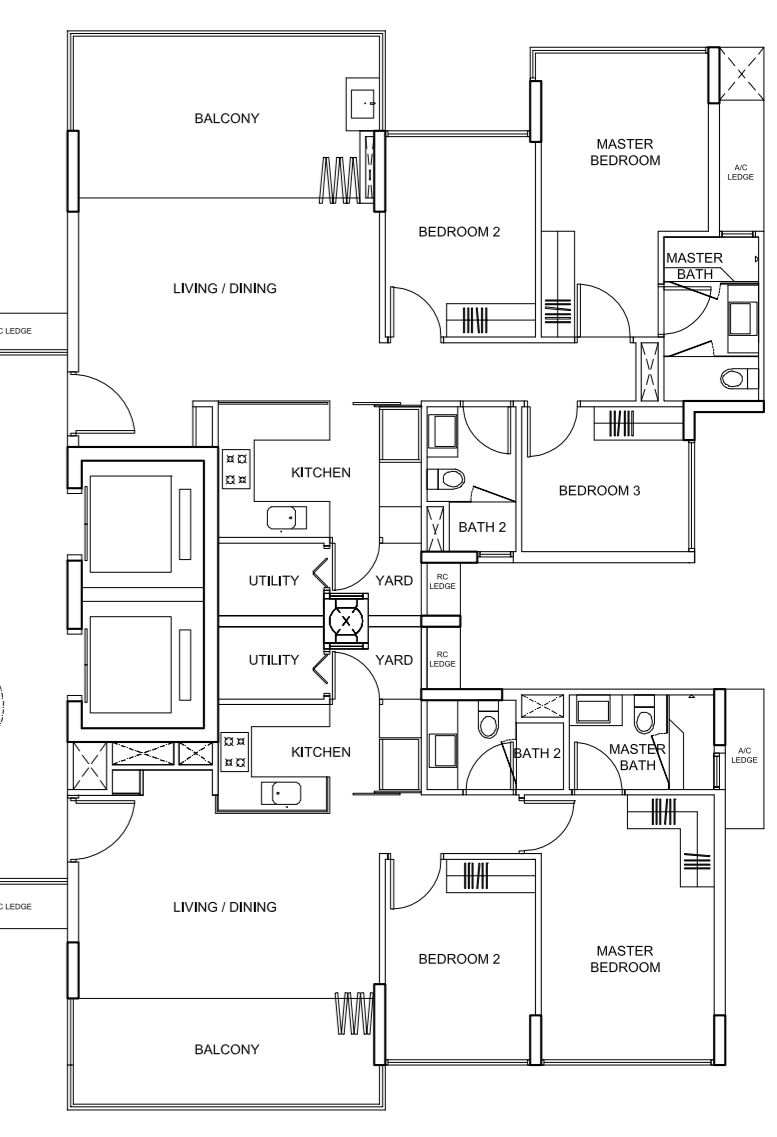 BALCONY
MASTER
BEDROOM
A/C
LEDGE
BEDROOM 2
MASTER
BATH
LIVING / DINING
C LEDGE
KITCHEN
BEDROOM 3
BATH 2
UTILITY
YARD
RC
LEDGE
X
UTILITY
YARD
RC
LEDGE
KITCHEN
BATH 2
MASTER
BATH
A/C
LEDGE
LIVING / DINING
C LEDGE
BEDROOM 2
MASTER
BEDROOM
BALCONY